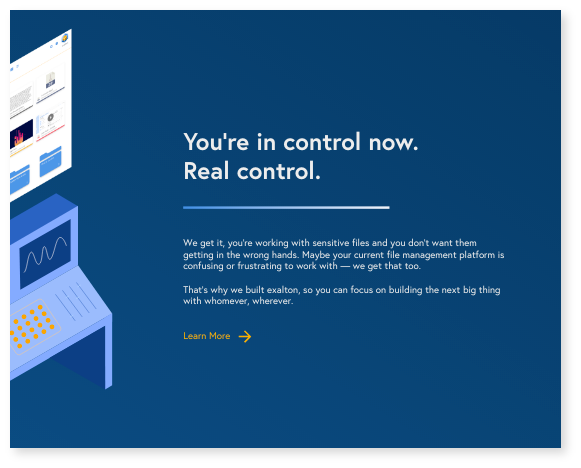 You're in control now.
Real control.
We get it, you're working with sensitive files and you don't want them
getting in the wrong hands. Maybe your current file management platform is
confusing or frustrating to work with — we get that too.
That's why we built exalton, so you can focus on building the next big thing
with whomever, wherever.
Learn More